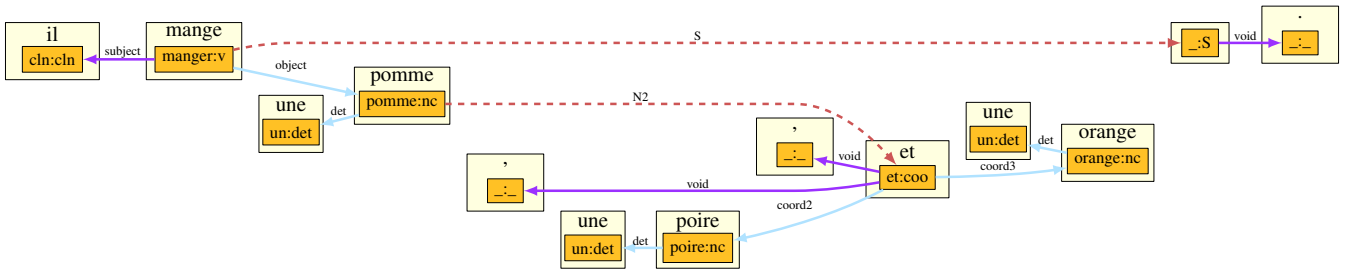 il
cln:cln
subject
mange
manger:v
S
_:S
void
.
_:_
object
pomme
pomme:nc
une
un:det
det
N2
,
_:_
void
et
et:coo
une
un:det
det
orange
orange:nc
coord3
,
_:_
void
coord2
une
un:det
det
poire
poire:nc